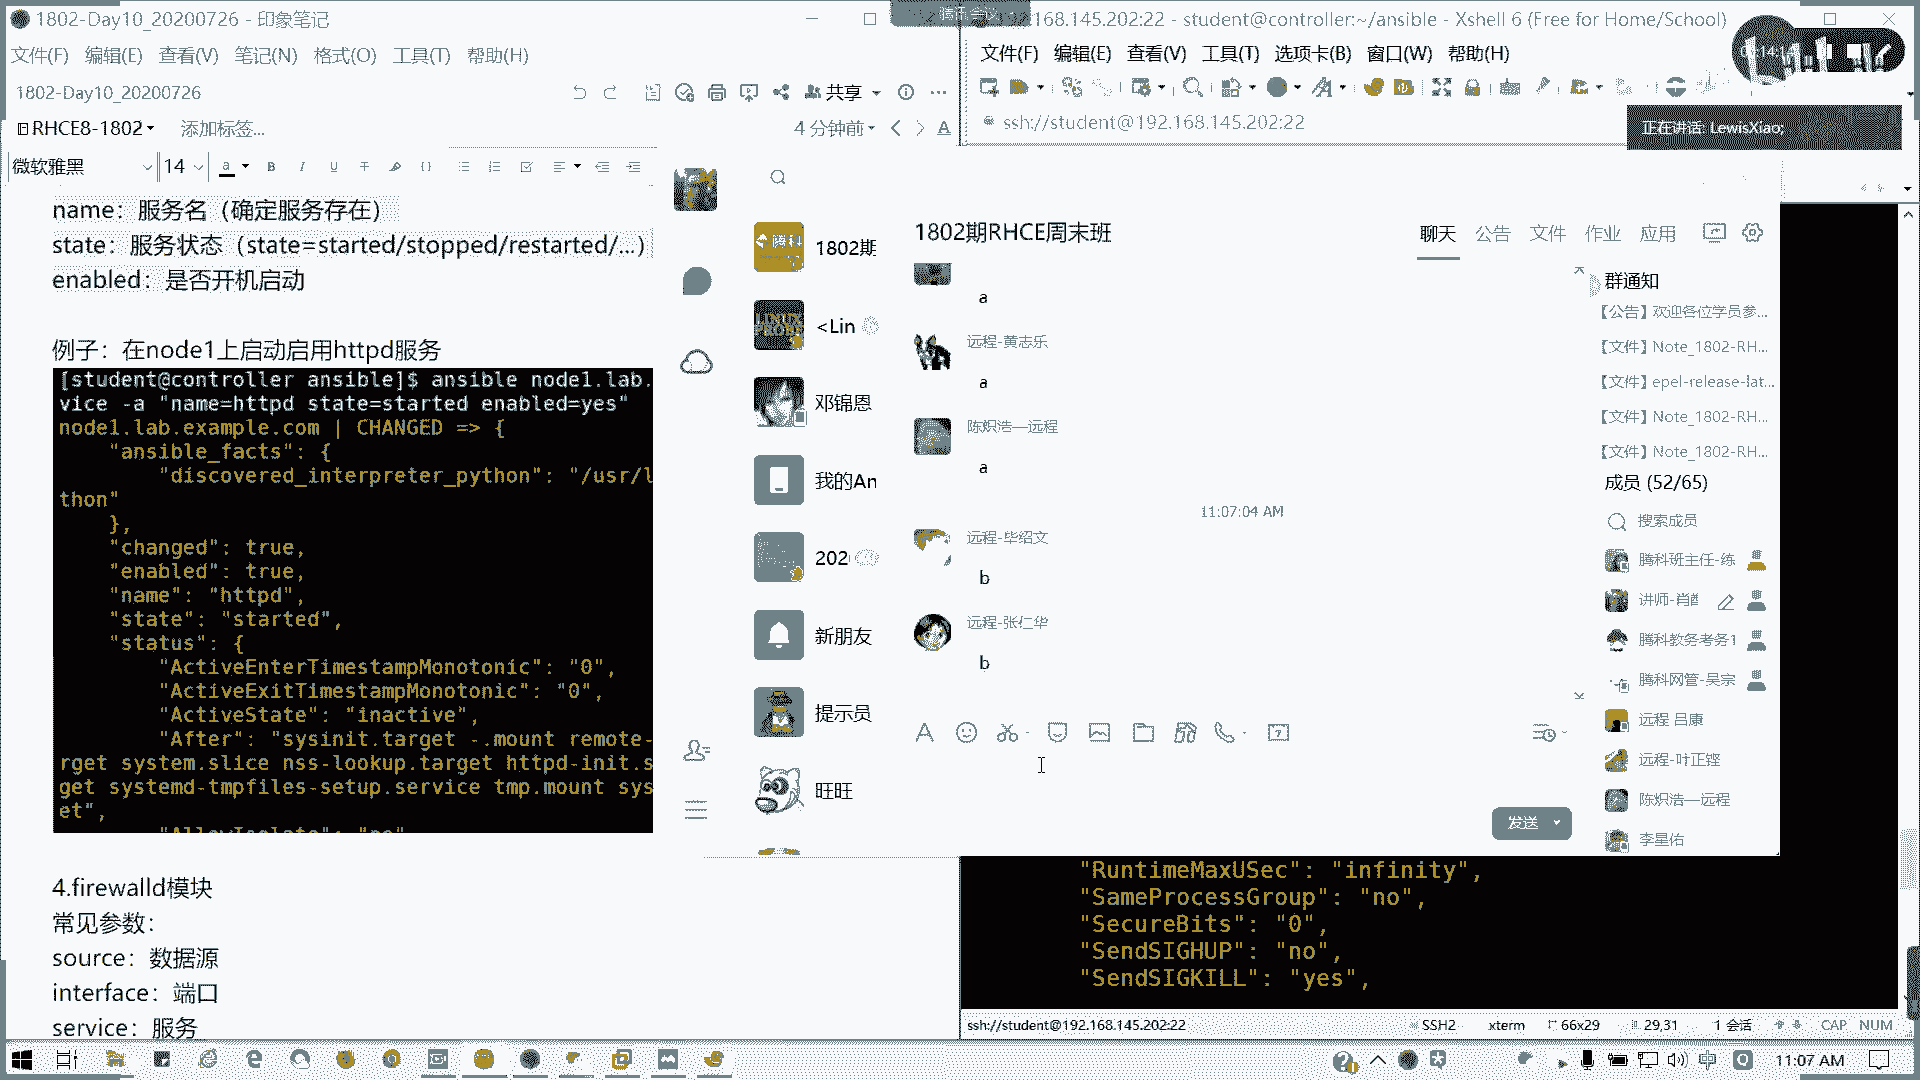 1802-Day10_20200726 - 印象笔记
文件(F) 编辑(E) 查看(V) 笔记(N) 格式(O) 工具(T) 帮助(H)
1802-Day10_20200726
共享
RHCE8-1802
添加标签...
4 分钟前
微软雅黑
14
name：服务名（确定服务存在）
state：服务状态（state=started/stopped/restarted/...）
enabled：是否开机启动
例子：在node1上启动启用httpd服务
[student@controller ansible]$ ansible node1.lab.
vice -a "name=httpd state=started enabled=yes"
node1.lab.example.com | CHANGED => {
"ansible_facts": {
"discovered_interpreter_python": "/usr/l
thon"
},
"changed": true,
"enabled": true,
"name": "httpd",
"state": "started",
"status": {
"ActiveEnterTimestampMonotonic": "0",
"ActiveExitTimestampMonotonic": "0",
"ActiveState": "inactive",
"After": "sysinit.target -.mount remote-
rget system.slice nss-lookup.target httpd-init.s
get systemd-tmpfiles-setup.service tmp.mount sys
et",
4.firewalld模块
常见参数：
source：数据源
interface：端口
service：服务
腾讯会议
192.168.145.202:22 - student@controller:~/ansible - Xshell 6 (Free for Home/School)
文件(F) 编辑(E) 查看(V) 工具(T) 选项卡(B) 窗口(W) 帮助(H)
ssh://student@192.168.145.202:22
正在讲话: LewisXiao;
1802期
<Lin
邓锦恩
我的An
202
新朋友
提示员
旺旺
1802期RHCE周末班
聊天 公告 文件 作业 应用
a
远程-黄志乐
a
陈炽浩—远程
a
11:07:04 AM
远程-毕绍文
b
远程-张仁华
b
发送
群通知
【公告】欢迎各位学员参...
【文件】Note_1802-RH...
【文件】epel-release-lat...
【文件】Note_1802-RH...
【文件】Note_1802-RH...
成员 (52/65)
搜索成员
腾科班主任-练
腾科教务考务1
腾科网管-吴宗
远程 吕康
远程-叶正铿
陈炽浩—远程
李星佑
"RuntimeMaxUSec": "infinity",
"SameProcessGroup": "no",
"SecureBits": "0",
"SendSIGHUP": "no",
"SendSIGKILL": "yes",
ssh://student@192.168.145.202:22
SSH2 xterm 66x29 29,31 1 会话 CAP NUM
中
11:07 AM